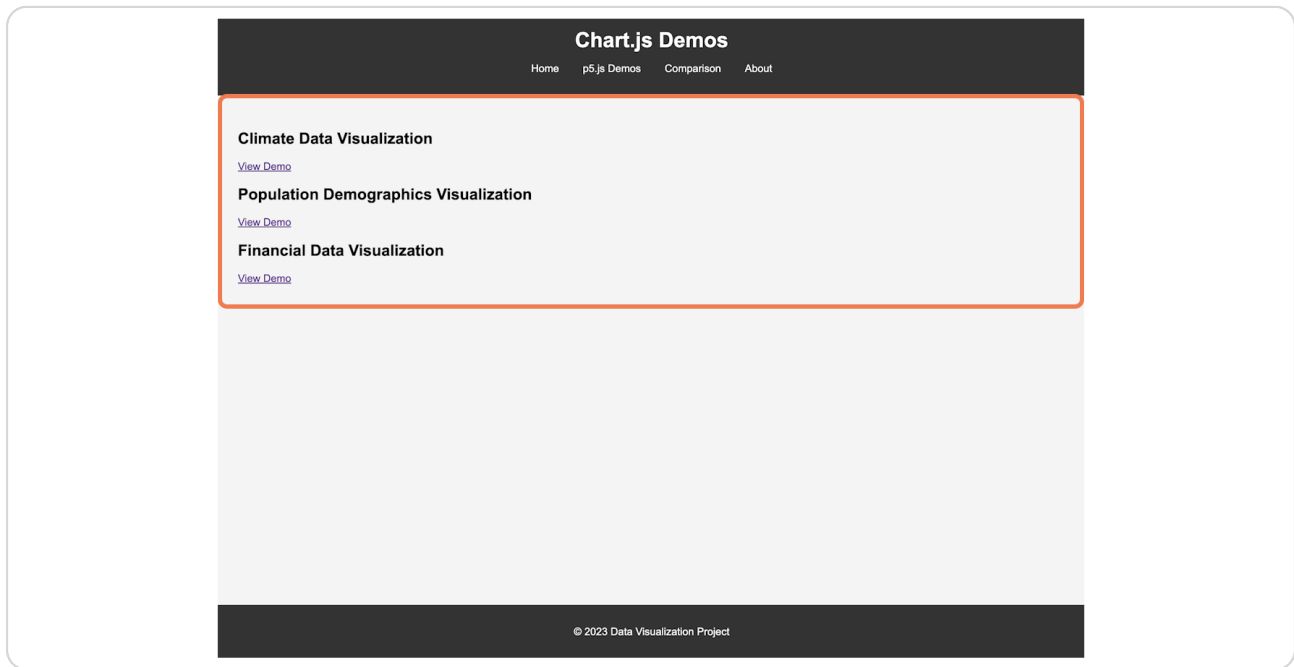 Chart.js Demos
Home p5.js Demos Comparison About
Climate Data Visualization
View Demo
Population Demographics Visualization
View Demo
Financial Data Visualization
View Demo
© 2023 Data Visualization Project